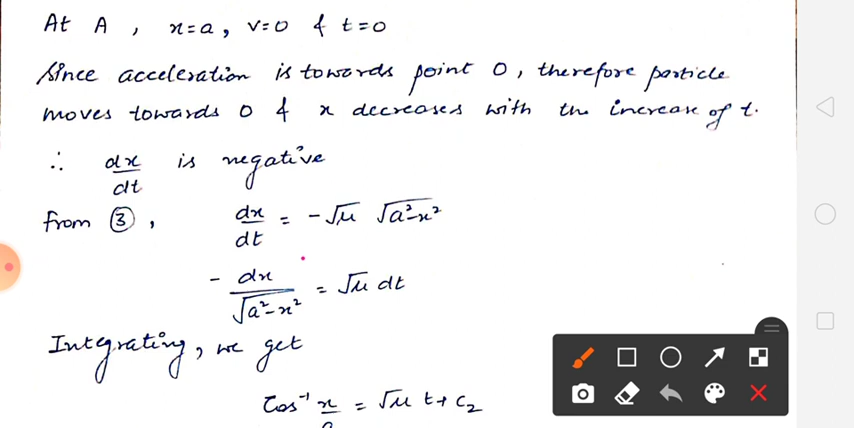 At A, x=a, v=0 & t=0
Since acceleration is towards point O, therefore particle
moves towards O & x decreases with the increase of t.
∴ dx/dt is negative
From ③, dx/dt = -√μ √a²-x²
- dx/√a²-x² = √μ dt
Integrating, we get
Cos⁻¹ x/a = √μ t + c₂